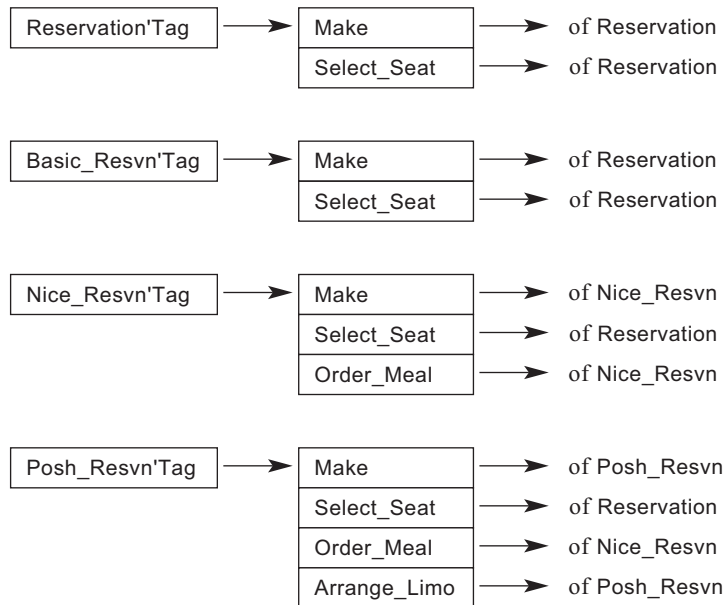 Reservation'Tag Make of Reservation
Select_Seat of Reservation
Basic_Resvn'Tag Make of Reservation
Select_Seat of Reservation
Nice_Resvn'Tag Make of Nice_Resvn
Select_Seat of Reservation
Order_Meal of Nice_Resvn
Posh_Resvn'Tag Make of Posh_Resvn
Select_Seat of Reservation
Order_Meal of Nice_Resvn
Arrange_Limo of Posh_Resvn